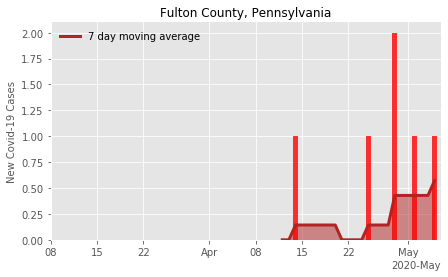 Fulton County, Pennsylvania
7 day moving average
New Covid-19 Cases
2.00
1.75
1.50
1.25
1.00
0.75
0.50
0.25
0.00
08 15 22 Apr 08 15 22 May
2020-May